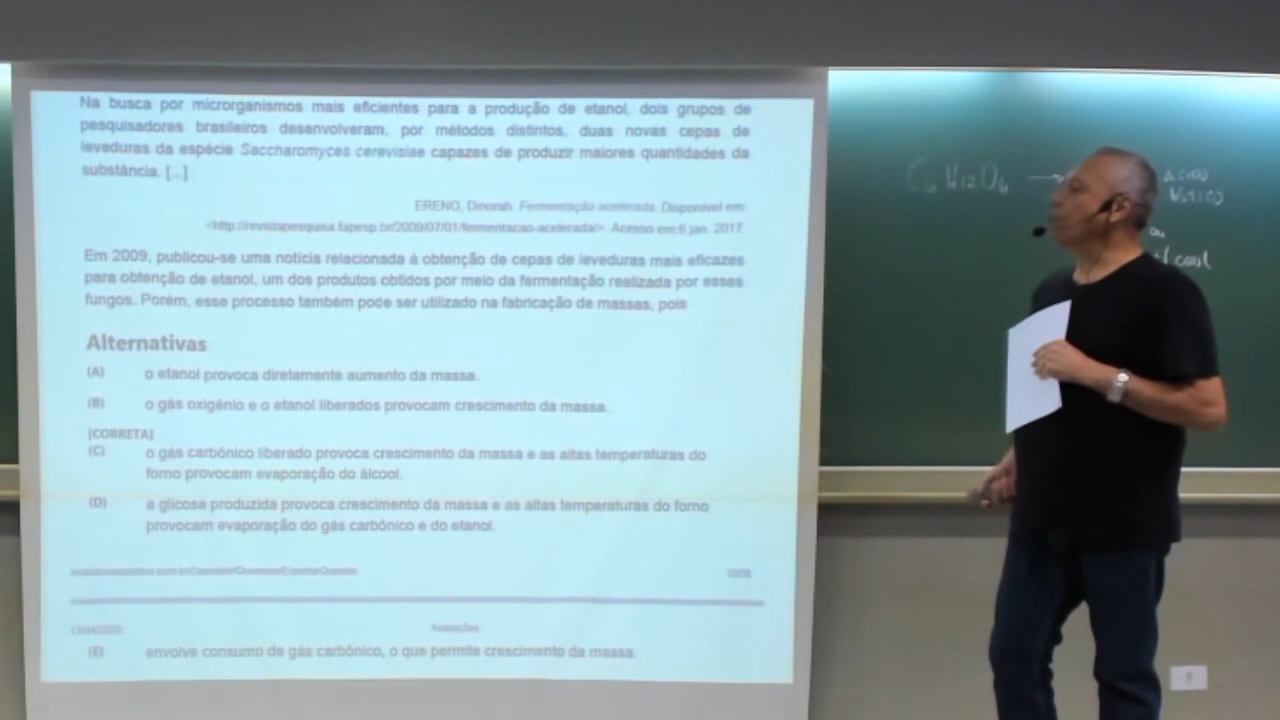 Na busca por microrganismos mais eficientes para a produção de etanol, dois grupos de
pesquisadores brasileiros desenvolveram, por métodos distintos, duas novas cepas de
leveduras da espécie Saccharomyces cerevisiae capazes de produzir maiores quantidades da
substância. [...]
ERENO, Dinorah. Fermentação acelerada. Disponível em:
<http://revistapesquisa.fapesp.br/2009/07/01/fermentacao-acelerada/>. Acesso em:6 jan. 2017.
Em 2009, publicou-se uma notícia relacionada à obtenção de cepas de leveduras mais eficazes
para obtenção de etanol, um dos produtos obtidos por meio da fermentação realizada por esses
fungos. Porém, esse processo também pode ser utilizado na fabricação de massas, pois
Alternativas
(A) o etanol provoca diretamente aumento da massa.
(B) o gás oxigênio e o etanol liberados provocam crescimento da massa.
[CORRETA]
(C) o gás carbônico liberado provoca crescimento da massa e as altas temperaturas do
forno provocam evaporação do álcool.
(D) a glicose produzida provoca crescimento da massa e as altas temperaturas do forno
provocam evaporação do gás carbônico e do etanol.
Avaliações
(E) envolve consumo de gás carbônico, o que permite crescimento da massa.
C6H12O6 →
ou